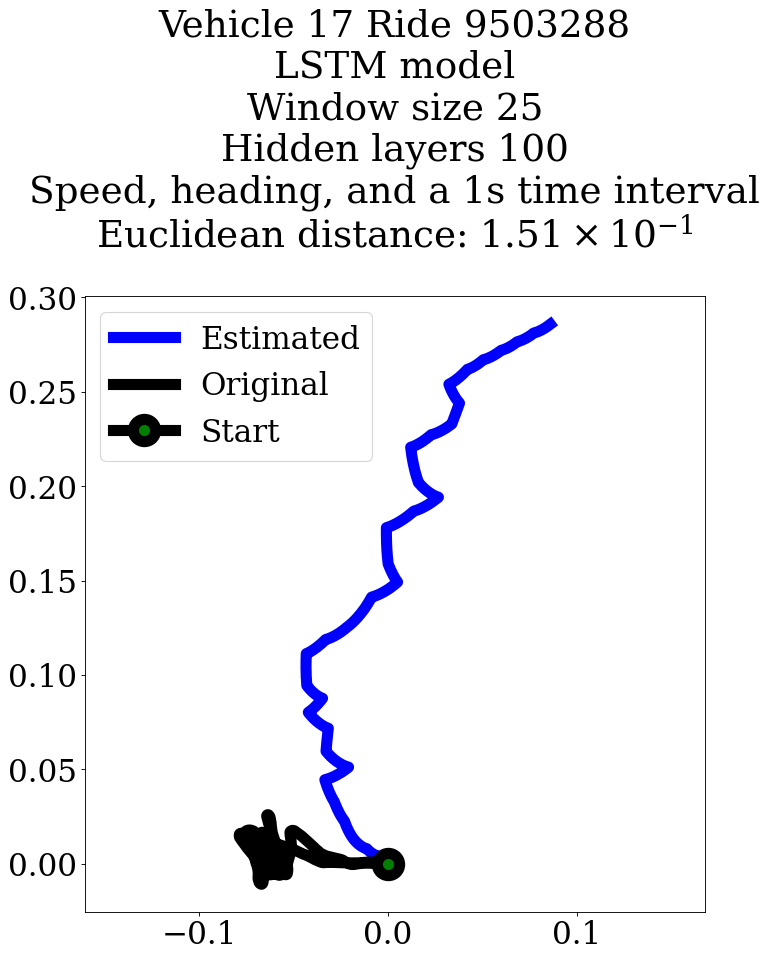 Vehicle 17 Ride 9503288
LSTM model
Window size 25
Hidden layers 100
Speed, heading, and a 1s time interval
Euclidean distance: 1.51 × 10⁻¹
0.30
0.25
0.20
0.15
0.10
0.05
0.00
Estimated
Original
Start
−0.1
0.0
0.1